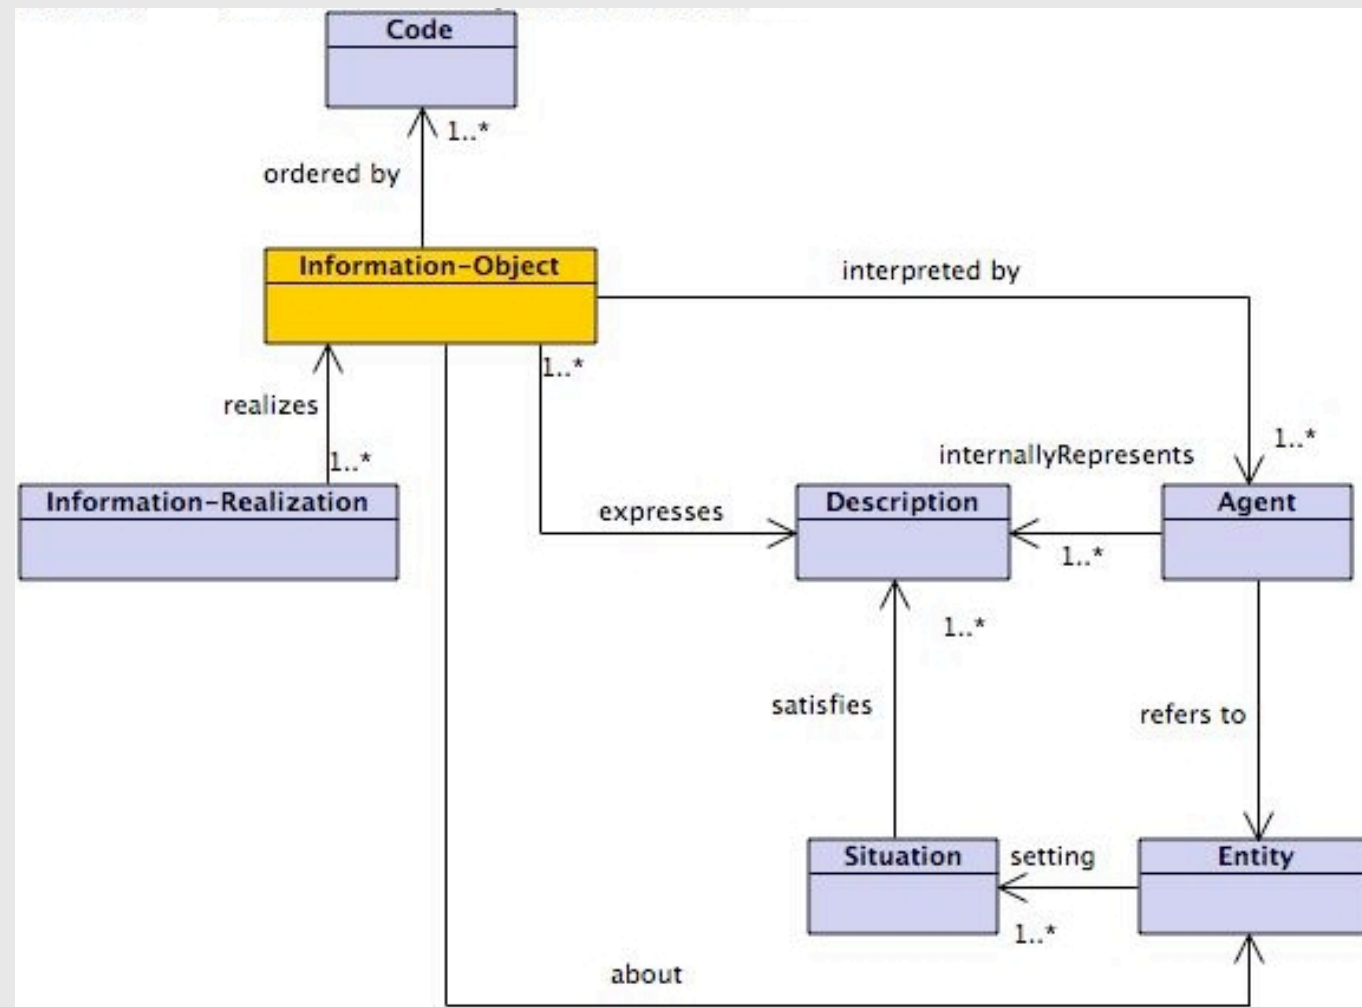 Code
1..*
ordered by
Information-Object
interpreted by
1..*
realizes
1..*
internallyRepresents
1..*
Information-Realization
expresses
Description
Agent
1..*
1..*
satisfies
refers to
Situation
setting
Entity
1..*
about